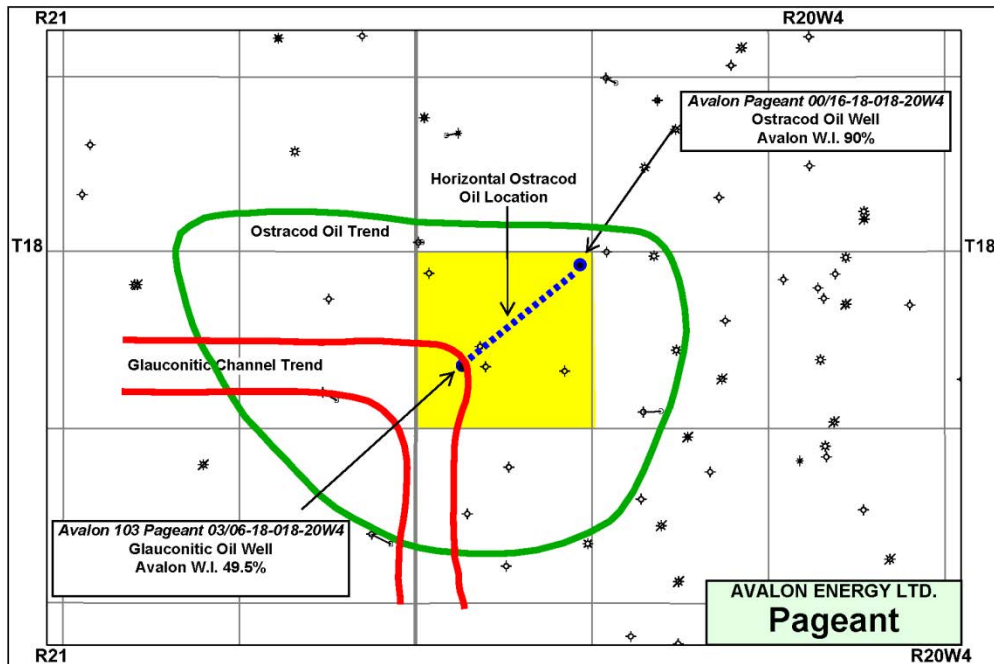 R21
R20W4
Avalon Pageant 00/16-18-018-20W4
Ostracod Oil Well
Avalon W.I. 90%
Horizontal Ostracod
Oil Location
Ostracod Oil Trend
T18
T18
Glauconitic Channel Trend
Avalon 103 Pageant 03/06-18-018-20W4
Glauconitic Oil Well
Avalon W.I. 49.5%
AVALON ENERGY LTD.
Pageant
R21
R20W4